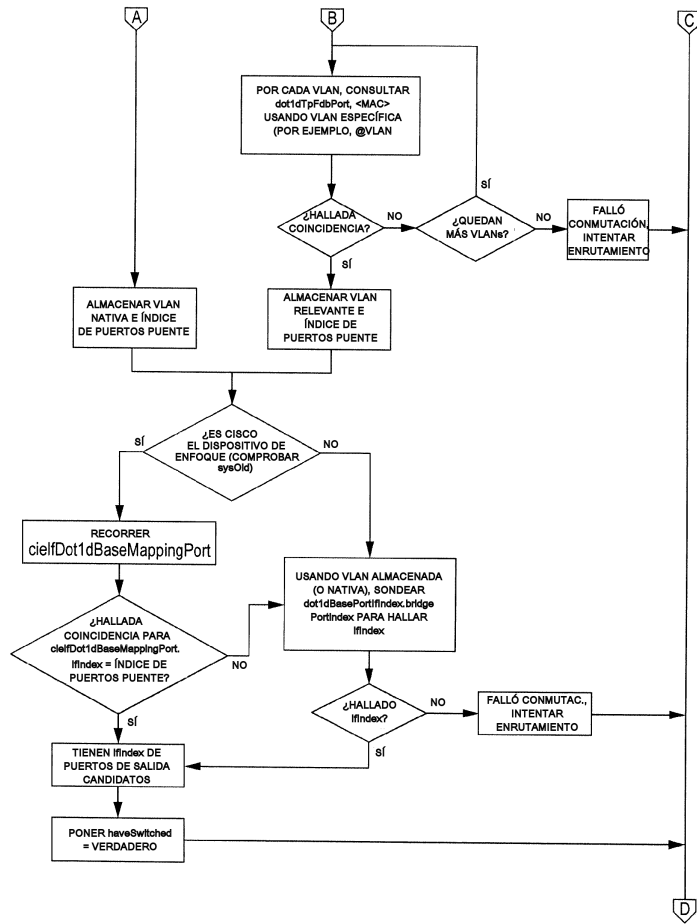 A
B
C
POR CADA VLAN, CONSULTAR
dot1dTpFdbPort, <MAC>
USANDO VLAN ESPECÍFICA
(POR EJEMPLO, @VLAN
SÍ
¿HALLADA
COINCIDENCIA?
NO
¿QUEDAN
MÁS VLANs?
NO
FALLÓ
CONMUTACIÓN,
INTENTAR
ENRUTAMIENTO
SÍ
ALMACENAR VLAN
NATIVA E ÍNDICE
DE PUERTOS PUENTE
ALMACENAR VLAN
RELEVANTE E
ÍNDICE DE
PUERTOS PUENTE
SÍ
¿ES CISCO
EL DISPOSITIVO DE
ENFOQUE (COMPROBAR
sysOld)
NO
RECORRER
cielfDot1dBaseMappingPort
USANDO VLAN ALMACENADA
(O NATIVA), SONDEAR
dot1dBasePortIfIndex.bridge
PortIndex PARA HALLAR
IfIndex
¿HALLADA
COINCIDENCIA PARA
cielfDot1dBaseMappingPort.
IfIndex = ÍNDICE DE
PUERTOS PUENTE?
NO
SÍ
¿HALLADO
IfIndex?
NO
FALLÓ CONMUTAC.,
INTENTAR
ENRUTAMIENTO
SÍ
TIENEN IfIndex DE
PUERTOS DE SALIDA
CANDIDATOS
PONER haveSwitched
= VERDADERO
D